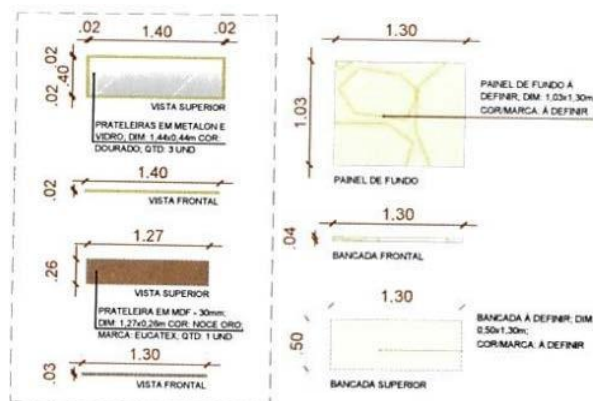 .02 1.40 .02
.02
.40
.02
VISTA SUPERIOR
PRATELEIRAS EM METALON E
VIDRO; DIM: 1,44x0,44m COR:
DOURADO; QTD: 3 UND
1.40
.02
VISTA FRONTAL
1.27
.26
VISTA SUPERIOR
PRATELEIRA EM MDF - 30mm;
DIM: 1,27x0,26m COR: NOCE ORO;
MARCA: EUCATEX, QTD: 1 UND
1.30
.03
VISTA FRONTAL
1.30
1.03
PAINEL DE FUNDO À
DEFINIR, DIM: 1,03x1,30m
COR/MARCA: À DEFINIR
PAINEL DE FUNDO
1.30
.04
BANCADA FRONTAL
1.30
.50
BANCADA À DEFINIR; DIM
0,50x1,30m;
COR/MARCA: À DEFINIR
BANCADA SUPERIOR